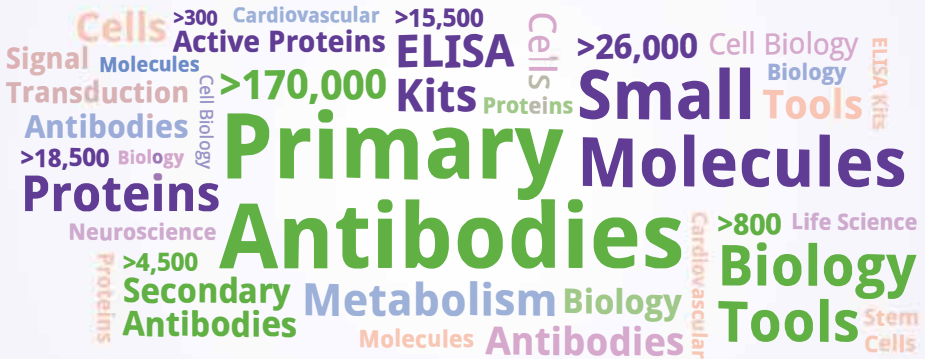 Cells
>300
Active Proteins
Cardiovascular
>15,500
ELISA
Kits
Cells
>26,000
Small
Molecules
Cell Biology
Biology
Tools
ELISA Kits
Signal
Transduction
Molecules
Cell Biology
>170,000
Primary
Antibodies
Proteins
Antibodies
>18,500
Proteins
Biology
Neuroscience
Proteins
>4,500
Secondary
Antibodies
Metabolism
Biology
Molecules
Antibodies
Cardiovascular
>800
Biology
Tools
Life Science
Stem
Cells